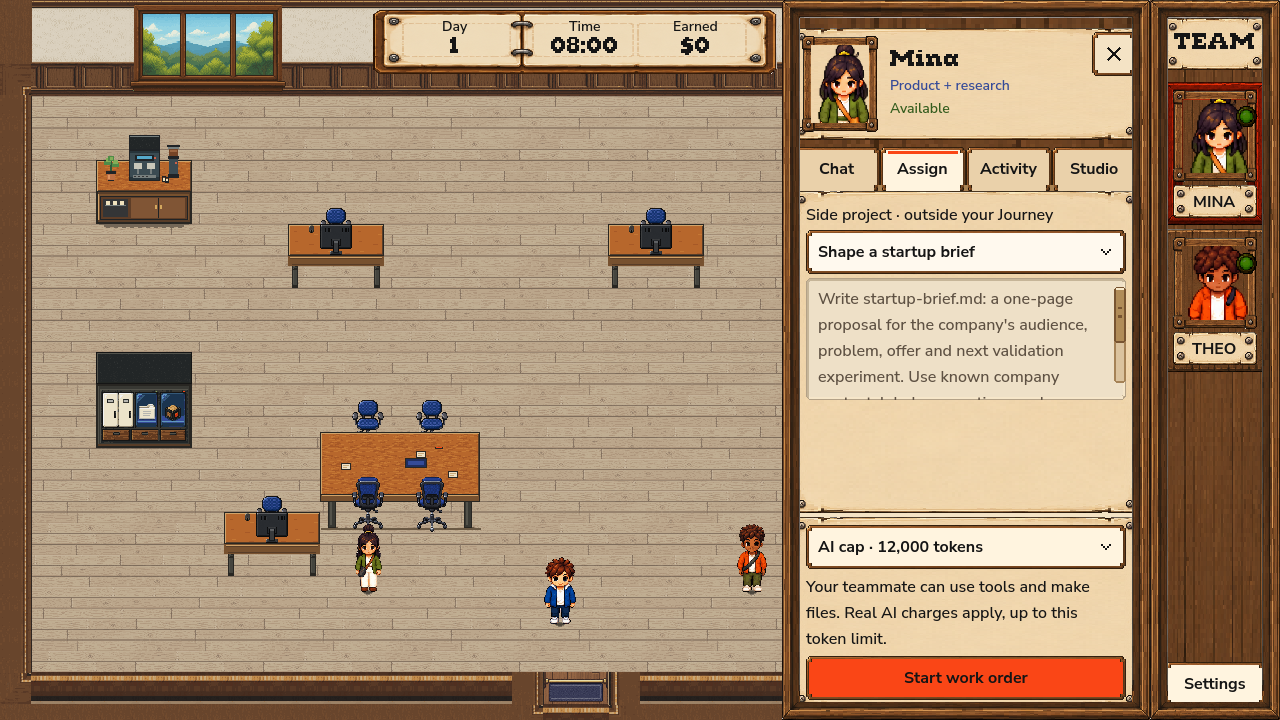 Day
1
Time
08:00
Earned
$0
Mina
Product + research
Available
Chat
Assign
Activity
Studio
Side project · outside your Journey
Shape a startup brief
Write startup-brief.md: a one-page
proposal for the company's audience,
problem, offer and next validation
experiment. Use known company
AI cap · 12,000 tokens
Your teammate can use tools and make
files. Real AI charges apply, up to this
token limit.
Start work order
TEAM
MINA
THEO
Settings